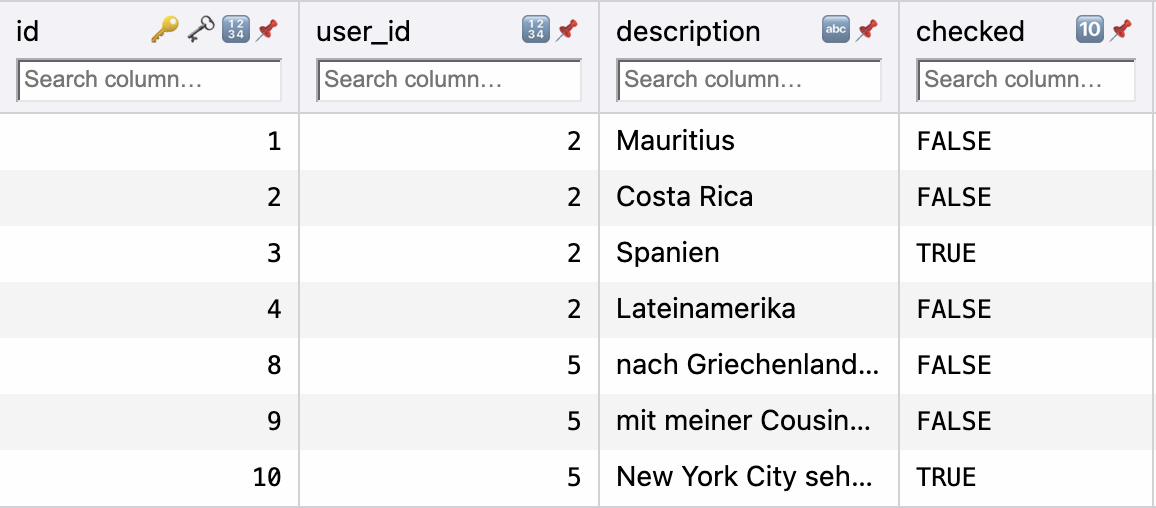 id 🔑 🗝 🔢 📌 user_id 🔢 📌 description abc 📌 checked 10 📌
Search column... Search column... Search column... Search column...
1 2 Mauritius FALSE
2 2 Costa Rica FALSE
3 2 Spanien TRUE
4 2 Lateinamerika FALSE
8 5 nach Griechenland... FALSE
9 5 mit meiner Cousin... FALSE
10 5 New York City seh... TRUE